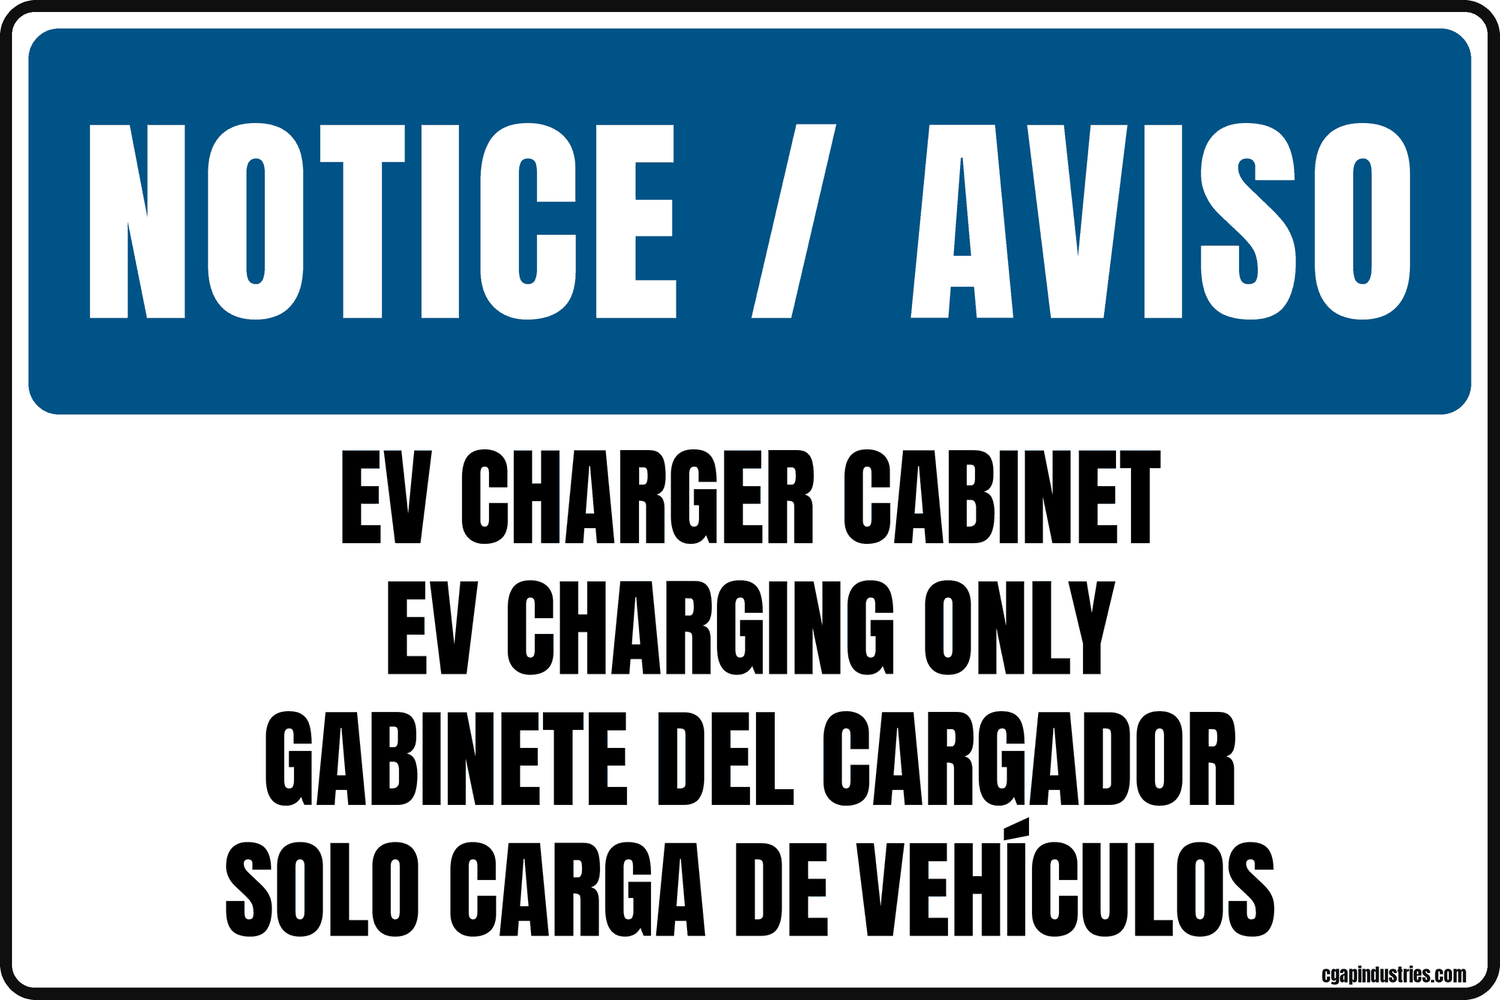 NOTICE / AVISO
EV CHARGER CABINET
EV CHARGING ONLY
GABINETE DEL CARGADOR
SOLO CARGA DE VEHÍCULOS
cgapindustries.com